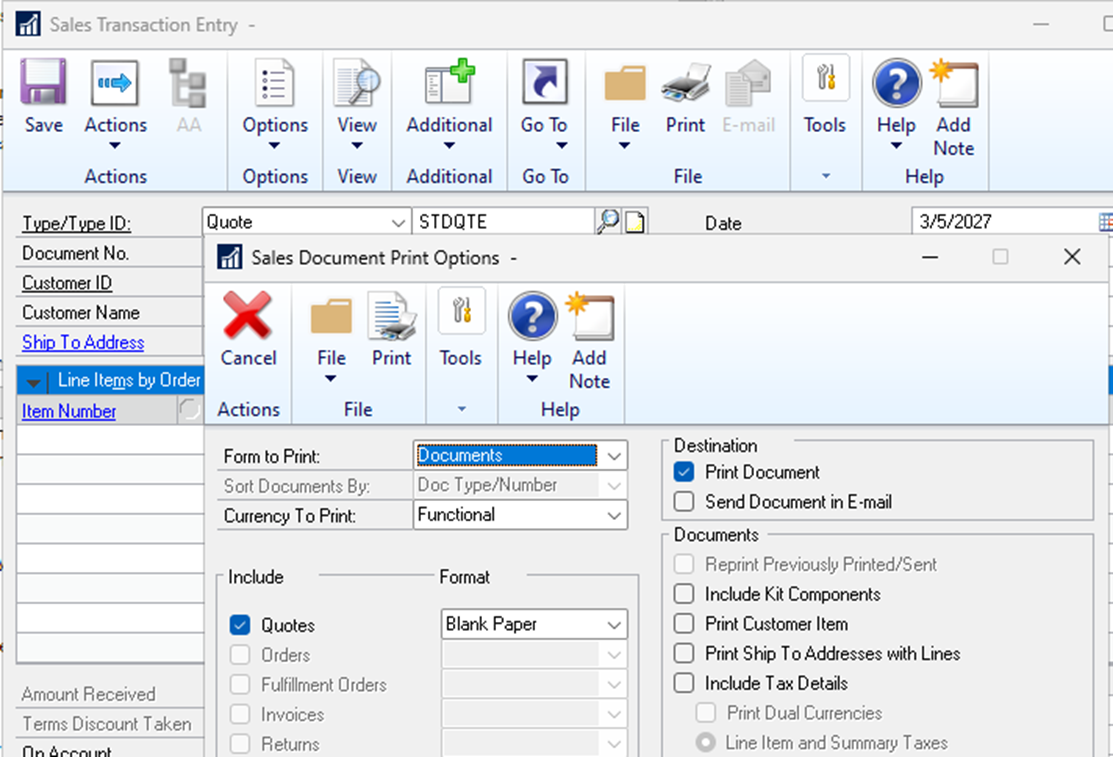 Sales Transaction Entry -
Save Actions AA Options View Additional Go To File Print E-mail Tools Help Add Note
Actions Options View Additional Go To File Help
Type/Type ID: Quote STDQTE Date 3/5/2027
Document No.
Customer ID
Customer Name
Ship To Address
Line Items by Order
Item Number
Amount Received
Terms Discount Taken
On Account
Sales Document Print Options -
Cancel File Print Tools Help Add Note
Actions File Help
Form to Print: Documents
Sort Documents By: Doc Type/Number
Currency To Print: Functional
Include Format
Quotes Blank Paper
Orders
Fulfillment Orders
Invoices
Returns
Destination
Print Document
Send Document in E-mail
Documents
Reprint Previously Printed/Sent
Include Kit Components
Print Customer Item
Print Ship To Addresses with Lines
Include Tax Details
Print Dual Currencies
Line Item and Summary Taxes